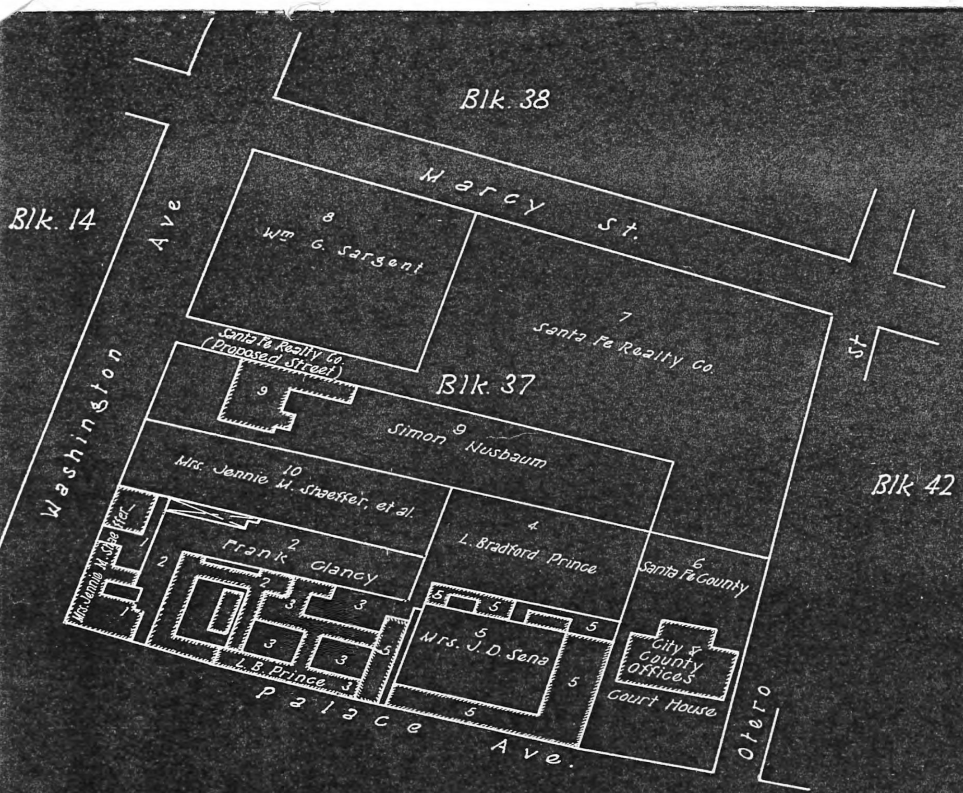 Blk. 38
Marcy St.
Blk. 14
Washington Ave
8
Wm G. Sargent
7
Santa Fe Realty Co.
Santa Fe Realty Co.
(Proposed Street)
Blk. 37
9
9
Simon Nusbaum
Blk 42
10
Mrs. Jennie M. Shaeffer, et al.
4
L. Bradford Prince
Mrs. Jennie M. Shaeffer
1
1
2
Frank Clancy
2
2
3
3
3
3
L. B. Prince 3
5
5
5
5
5
Mrs. J. D. Sena
5
5
6
Santa Fe County
City &
County
Offices
Court House
Palace Ave.
Otero St